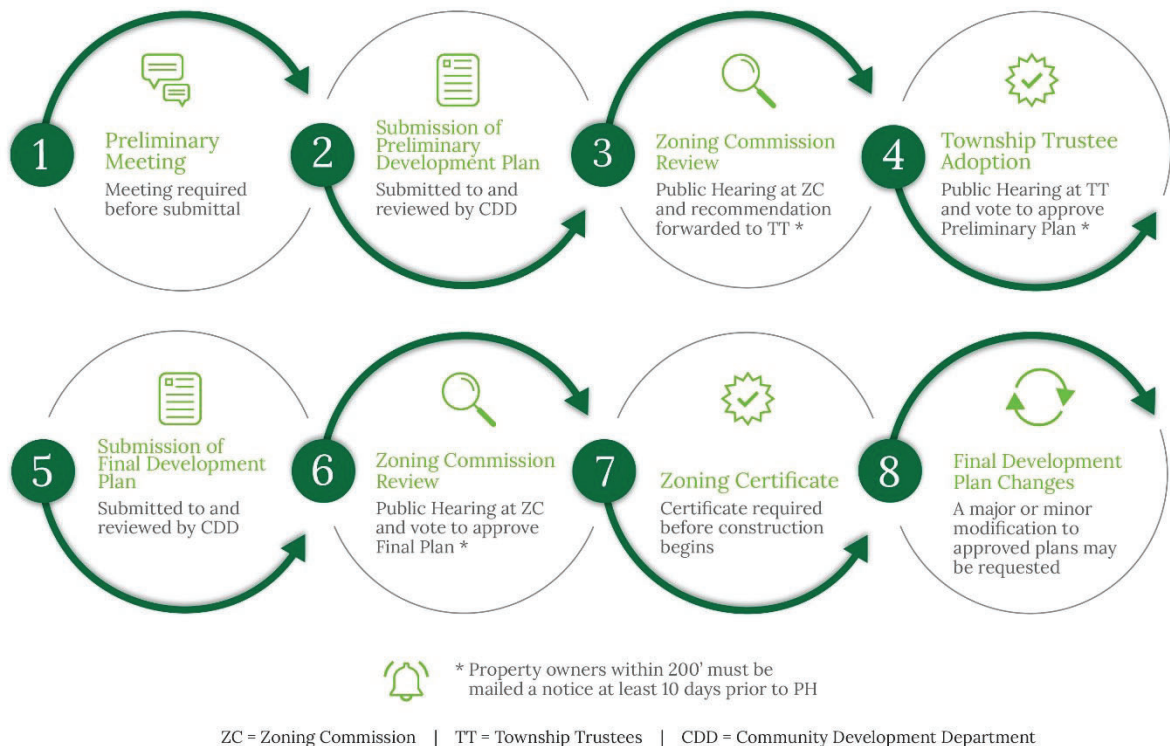 1
Preliminary
Meeting
Meeting required
before submittal
2
Submission of
Preliminary
Development Plan
Submitted to and
reviewed by CDD
3
Zoning Commission
Review
Public Hearing at ZC
and recommendation
forwarded to TT *
4
Township Trustee
Adoption
Public Hearing at TT
and vote to approve
Preliminary Plan *
5
Submission of
Final Development
Plan
Submitted to and
reviewed by CDD
6
Zoning Commission
Review
Public Hearing at ZC
and vote to approve
Final Plan *
7
Zoning Certificate
Certificate required
before construction
begins
8
Final Development
Plan Changes
A major or minor
modification to
approved plans may
be requested
* Property owners within 200' must be
mailed a notice at least 10 days prior to PH
ZC = Zoning Commission | TT = Township Trustees | CDD = Community Development Department